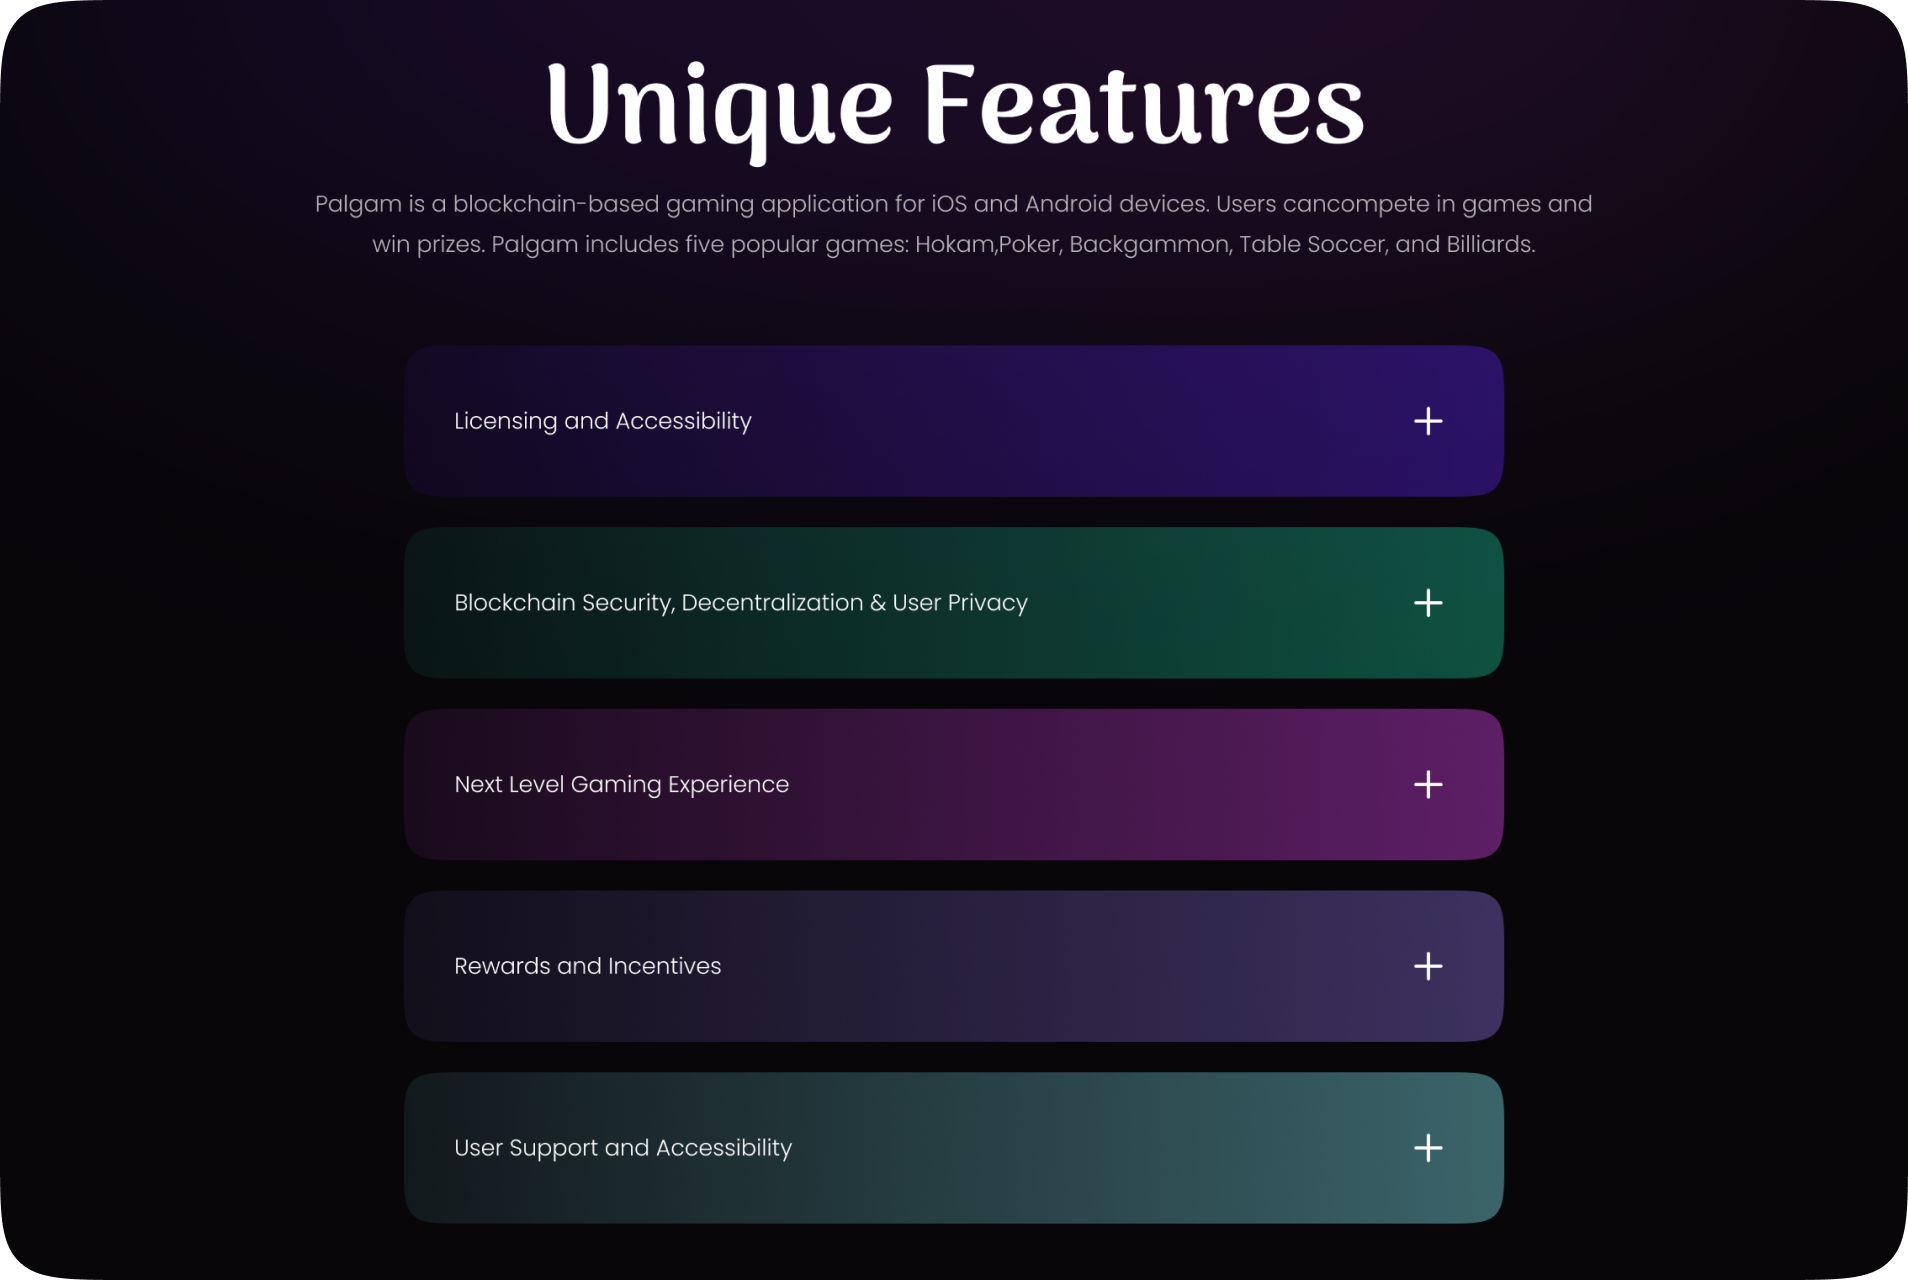 Unique Features
Palgam is a blockchain-based gaming application for iOS and Android devices. Users cancompete in games and
win prizes. Palgam includes five popular games: Hokam,Poker, Backgammon, Table Soccer, and Billiards.
Licensing and Accessibility
Blockchain Security, Decentralization & User Privacy
Next Level Gaming Experience
Rewards and Incentives
User Support and Accessibility